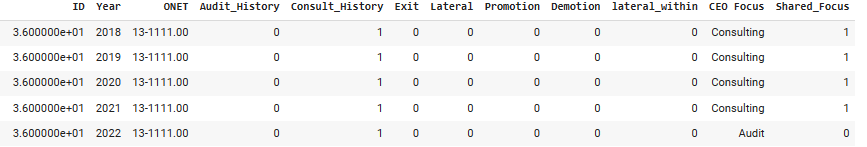 ID Year ONET Audit_History Consult_History Exit Lateral Promotion Demotion lateral_within CEO Focus Shared_Focus
3.600000e+01 2018 13-1111.00 0 1 0 0 0 0 0 Consulting 1
3.600000e+01 2019 13-1111.00 0 1 0 0 0 0 0 Consulting 1
3.600000e+01 2020 13-1111.00 0 1 0 0 0 0 0 Consulting 1
3.600000e+01 2021 13-1111.00 0 1 0 0 0 0 0 Consulting 1
3.600000e+01 2022 13-1111.00 0 1 0 0 0 0 0 Audit 0